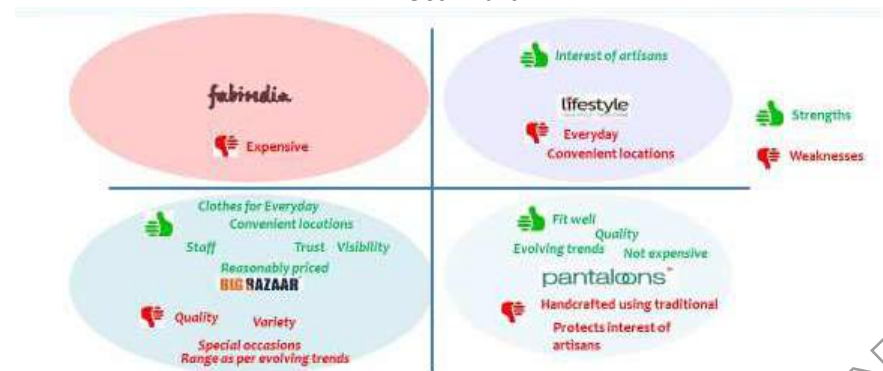 fabindia
Expensive
Interest of artisans
lifestyle
Everyday
Convenient locations
Strengths
Weaknesses
Clothes for Everyday
Convenient locations
Staff Trust Visibility
Reasonably priced
BIG BAZAAR
Quality Variety
Special occasions
Range as per evolving trends
Fit well
Quality
Evolving trends Not expensive
pantaloons
Handcrafted using traditional
Protects interest of
artisans